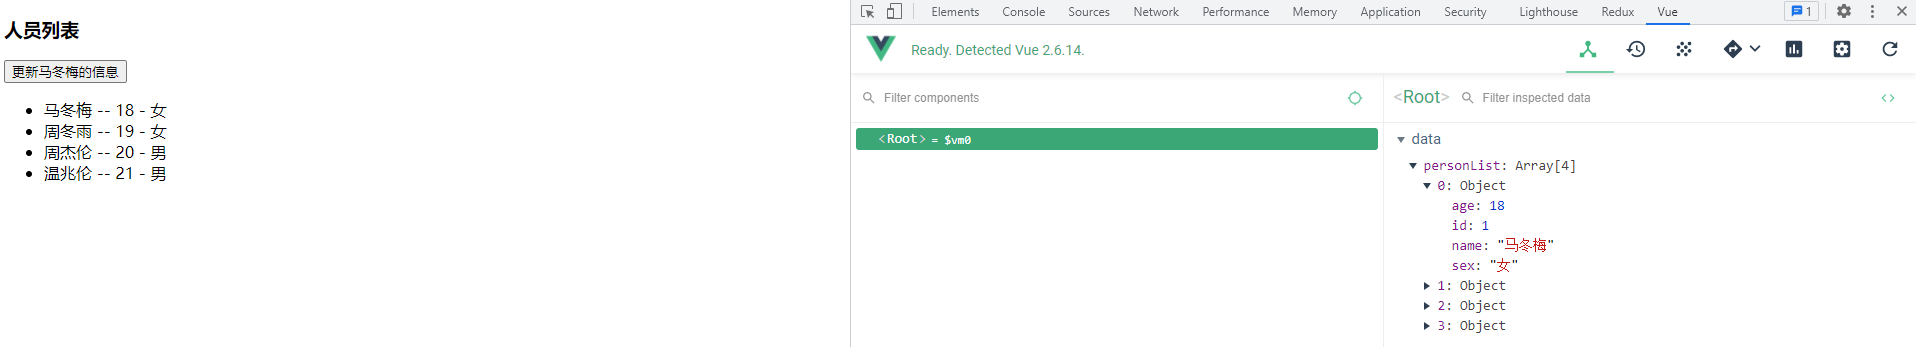 人员列表
更新马冬梅的信息
马冬梅 -- 18 - 女
周冬雨 -- 19 - 女
周杰伦 -- 20 - 男
温兆伦 -- 21 - 男
Elements Console Sources Network Performance Memory Application Security Lighthouse Redux Vue 1
Ready. Detected Vue 2.6.14.
Filter components
<Root> = $vm0
<Root> Filter inspected data
data
personList: Array[4]
0: Object
age: 18
id: 1
name: "马冬梅"
sex: "女"
1: Object
2: Object
3: Object